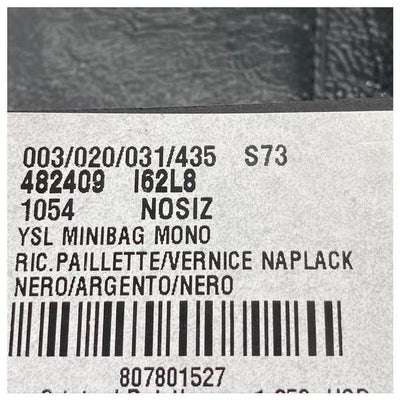 003/020/031/435 S73
482409 I62L8
1054 NOSIZ
YSL MINIBAG MONO
RIC.PAILLETTE/VERNICE NAPLACK
NERO/ARGENTO/NERO
807801527